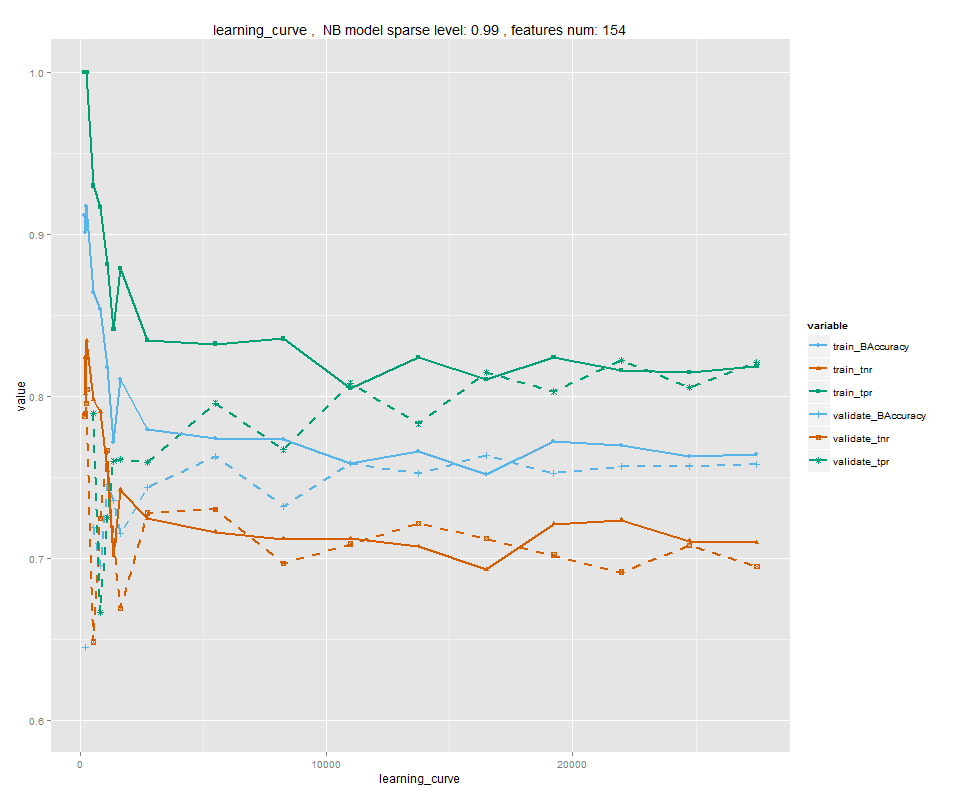 learning_curve ,  NB model sparse level: 0.99 , features num: 154
1.0
0.9
0.8
0.7
0.6
value
0
10000
20000
learning_curve
variable
train_BAccuracy
train_tnr
train_tpr
validate_BAccuracy
validate_tnr
validate_tpr